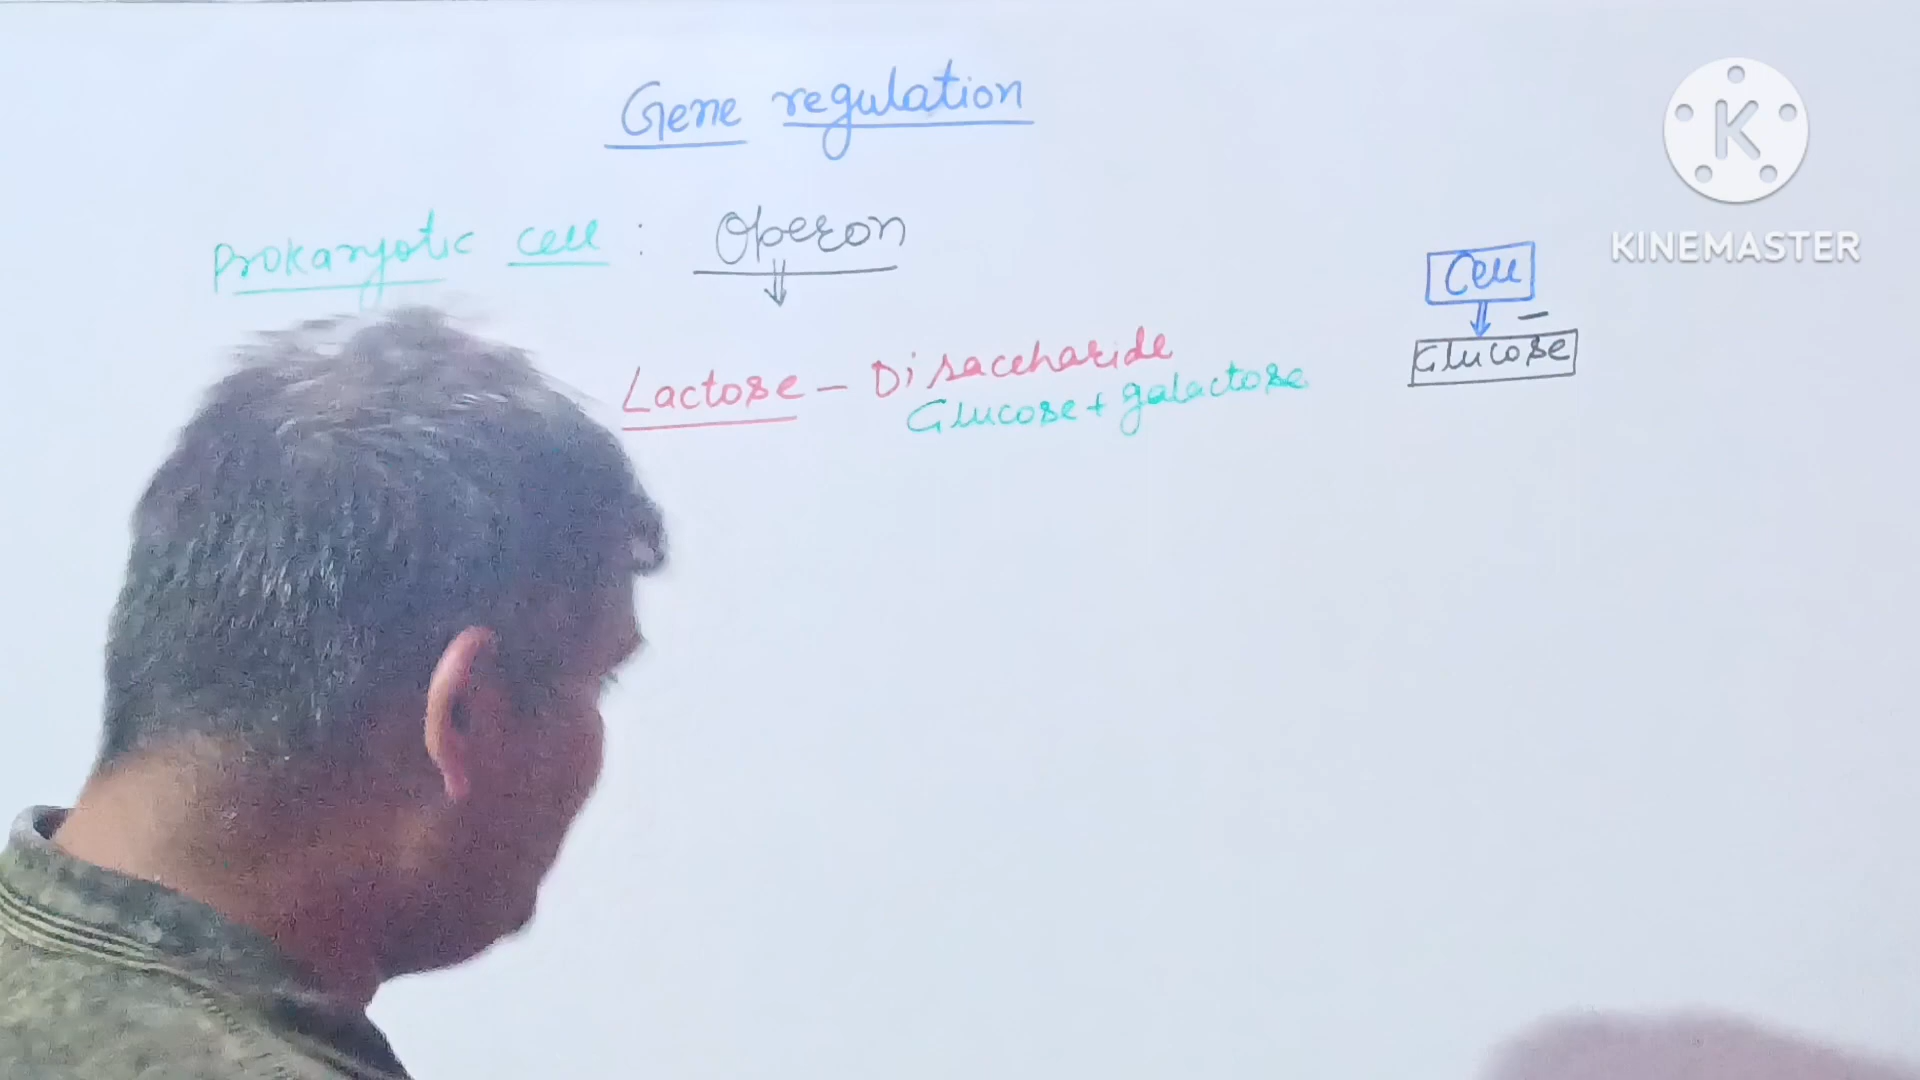 Gene regulation
Prokaryotic cell : Operon
Lactose - Disaccharide
Glucose + galactose
Cell
Glucose
K
KINEMASTER